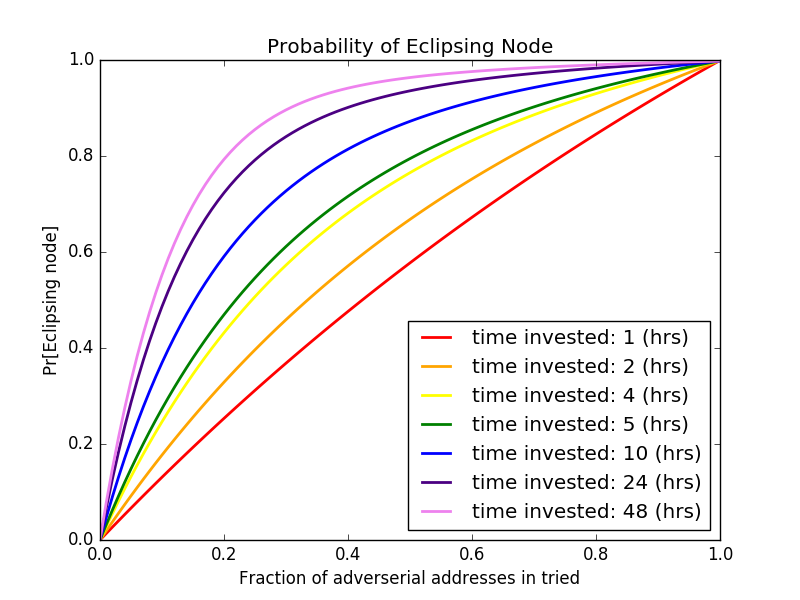 Probability of Eclipsing Node
1.0
0.8
0.6
0.4
0.2
0.0
Pr[Eclipsing node]
time invested: 1 (hrs)
time invested: 2 (hrs)
time invested: 4 (hrs)
time invested: 5 (hrs)
time invested: 10 (hrs)
time invested: 24 (hrs)
time invested: 48 (hrs)
0.0 0.2 0.4 0.6 0.8 1.0
Fraction of adverserial addresses in tried